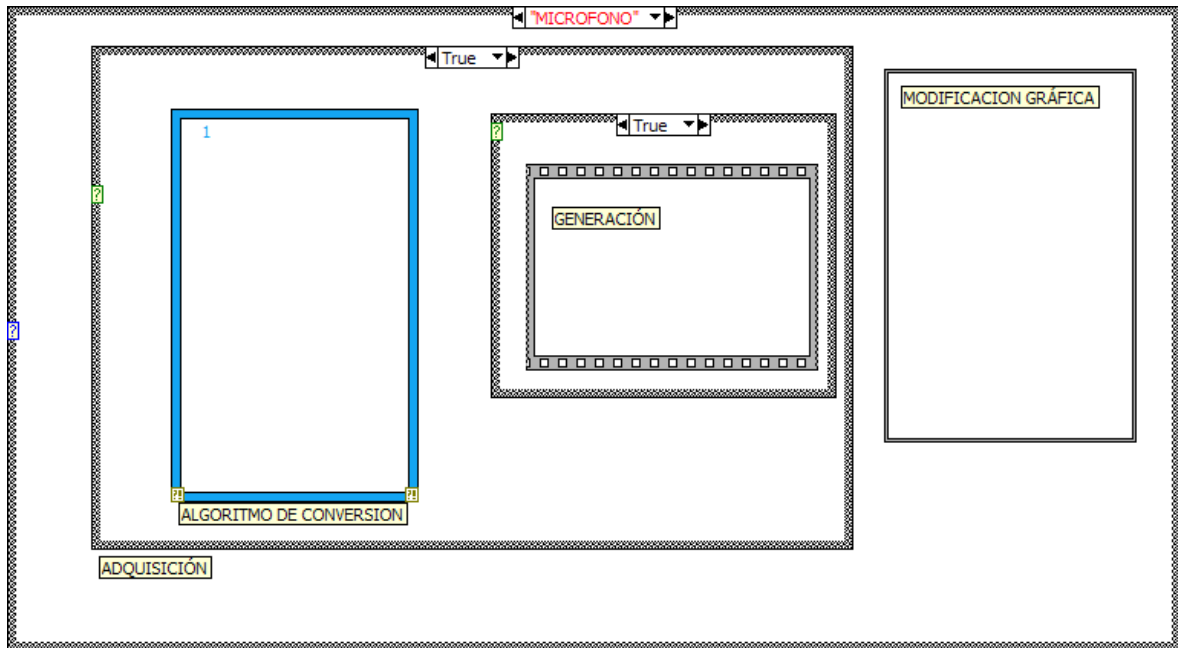 "MICROFONO"
True
MODIFICACION GRÁFICA
True
1
?
?
GENERACIÓN
?
?!
?!
ALGORITMO DE CONVERSION
ADQUISICIÓN